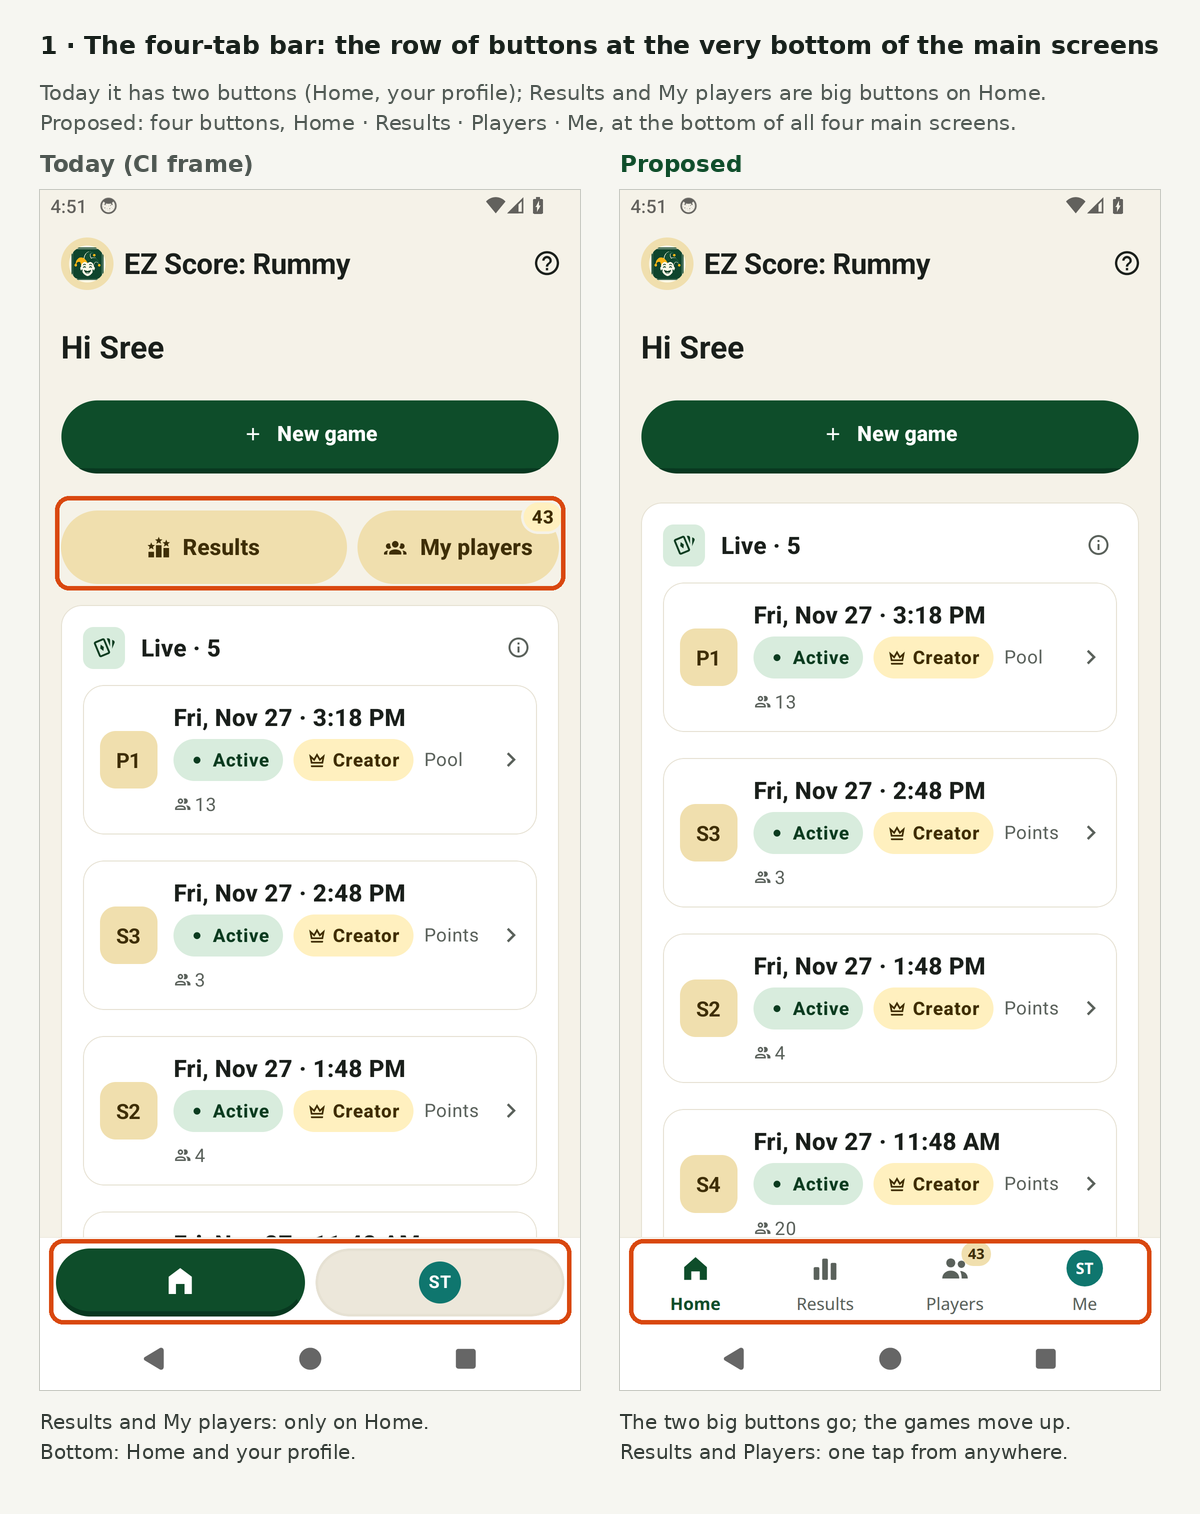 1 · The four-tab bar: the row of buttons at the very bottom of the main screens
Today it has two buttons (Home, your profile); Results and My players are big buttons on Home.
Proposed: four buttons, Home · Results · Players · Me, at the bottom of all four main screens.
Today (CI frame)
4:51
EZ Score: Rummy
Hi Sree
+ New game
Results
My players
43
Live · 5
Fri, Nov 27 · 3:18 PM
P1
• Active
Creator
Pool
13
Fri, Nov 27 · 2:48 PM
S3
• Active
Creator
Points
3
Fri, Nov 27 · 1:48 PM
S2
• Active
Creator
Points
4
Fri, Nov 27 · 11:48 AM
ST
Results and My players: only on Home.
Bottom: Home and your profile.
Proposed
4:51
EZ Score: Rummy
Hi Sree
+ New game
Live · 5
Fri, Nov 27 · 3:18 PM
P1
• Active
Creator
Pool
13
Fri, Nov 27 · 2:48 PM
S3
• Active
Creator
Points
3
Fri, Nov 27 · 1:48 PM
S2
• Active
Creator
Points
4
Fri, Nov 27 · 11:48 AM
S4
• Active
Creator
Points
20
43
ST
Home
Results
Players
Me
The two big buttons go; the games move up.
Results and Players: one tap from anywhere.